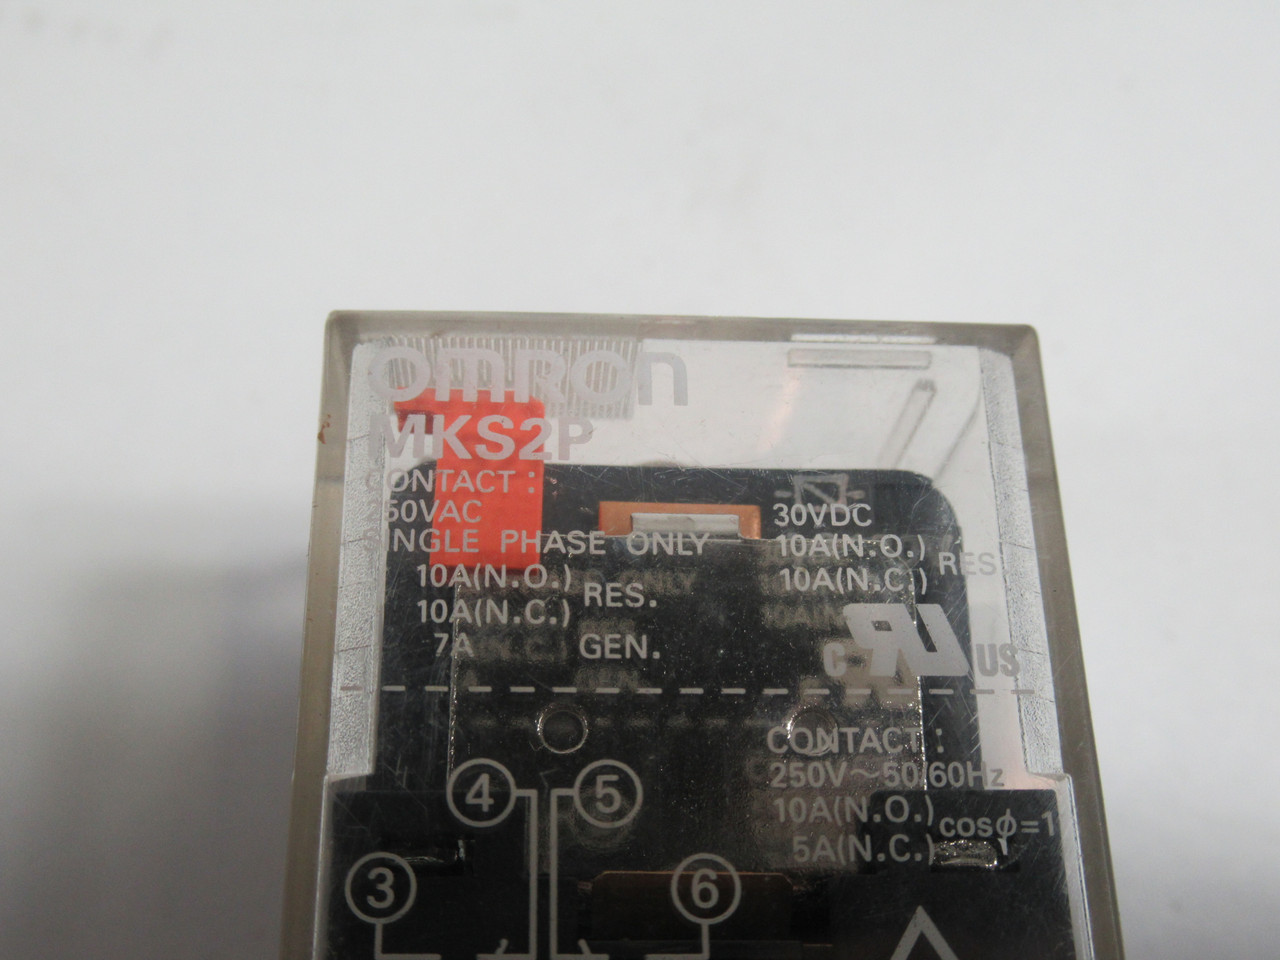 OMRON
MKS2P
CONTACT :
250VAC
SINGLE PHASE ONLY
10A(N.O.)
10A(N.C.) RES.
7A GEN.
30VDC
10A(N.O.)
10A(N.C.) RES
c RU US
CONTACT :
250V～50/60Hz
10A(N.O.)
5A(N.C.) cosφ=1
④ ⑤
③ ⑥